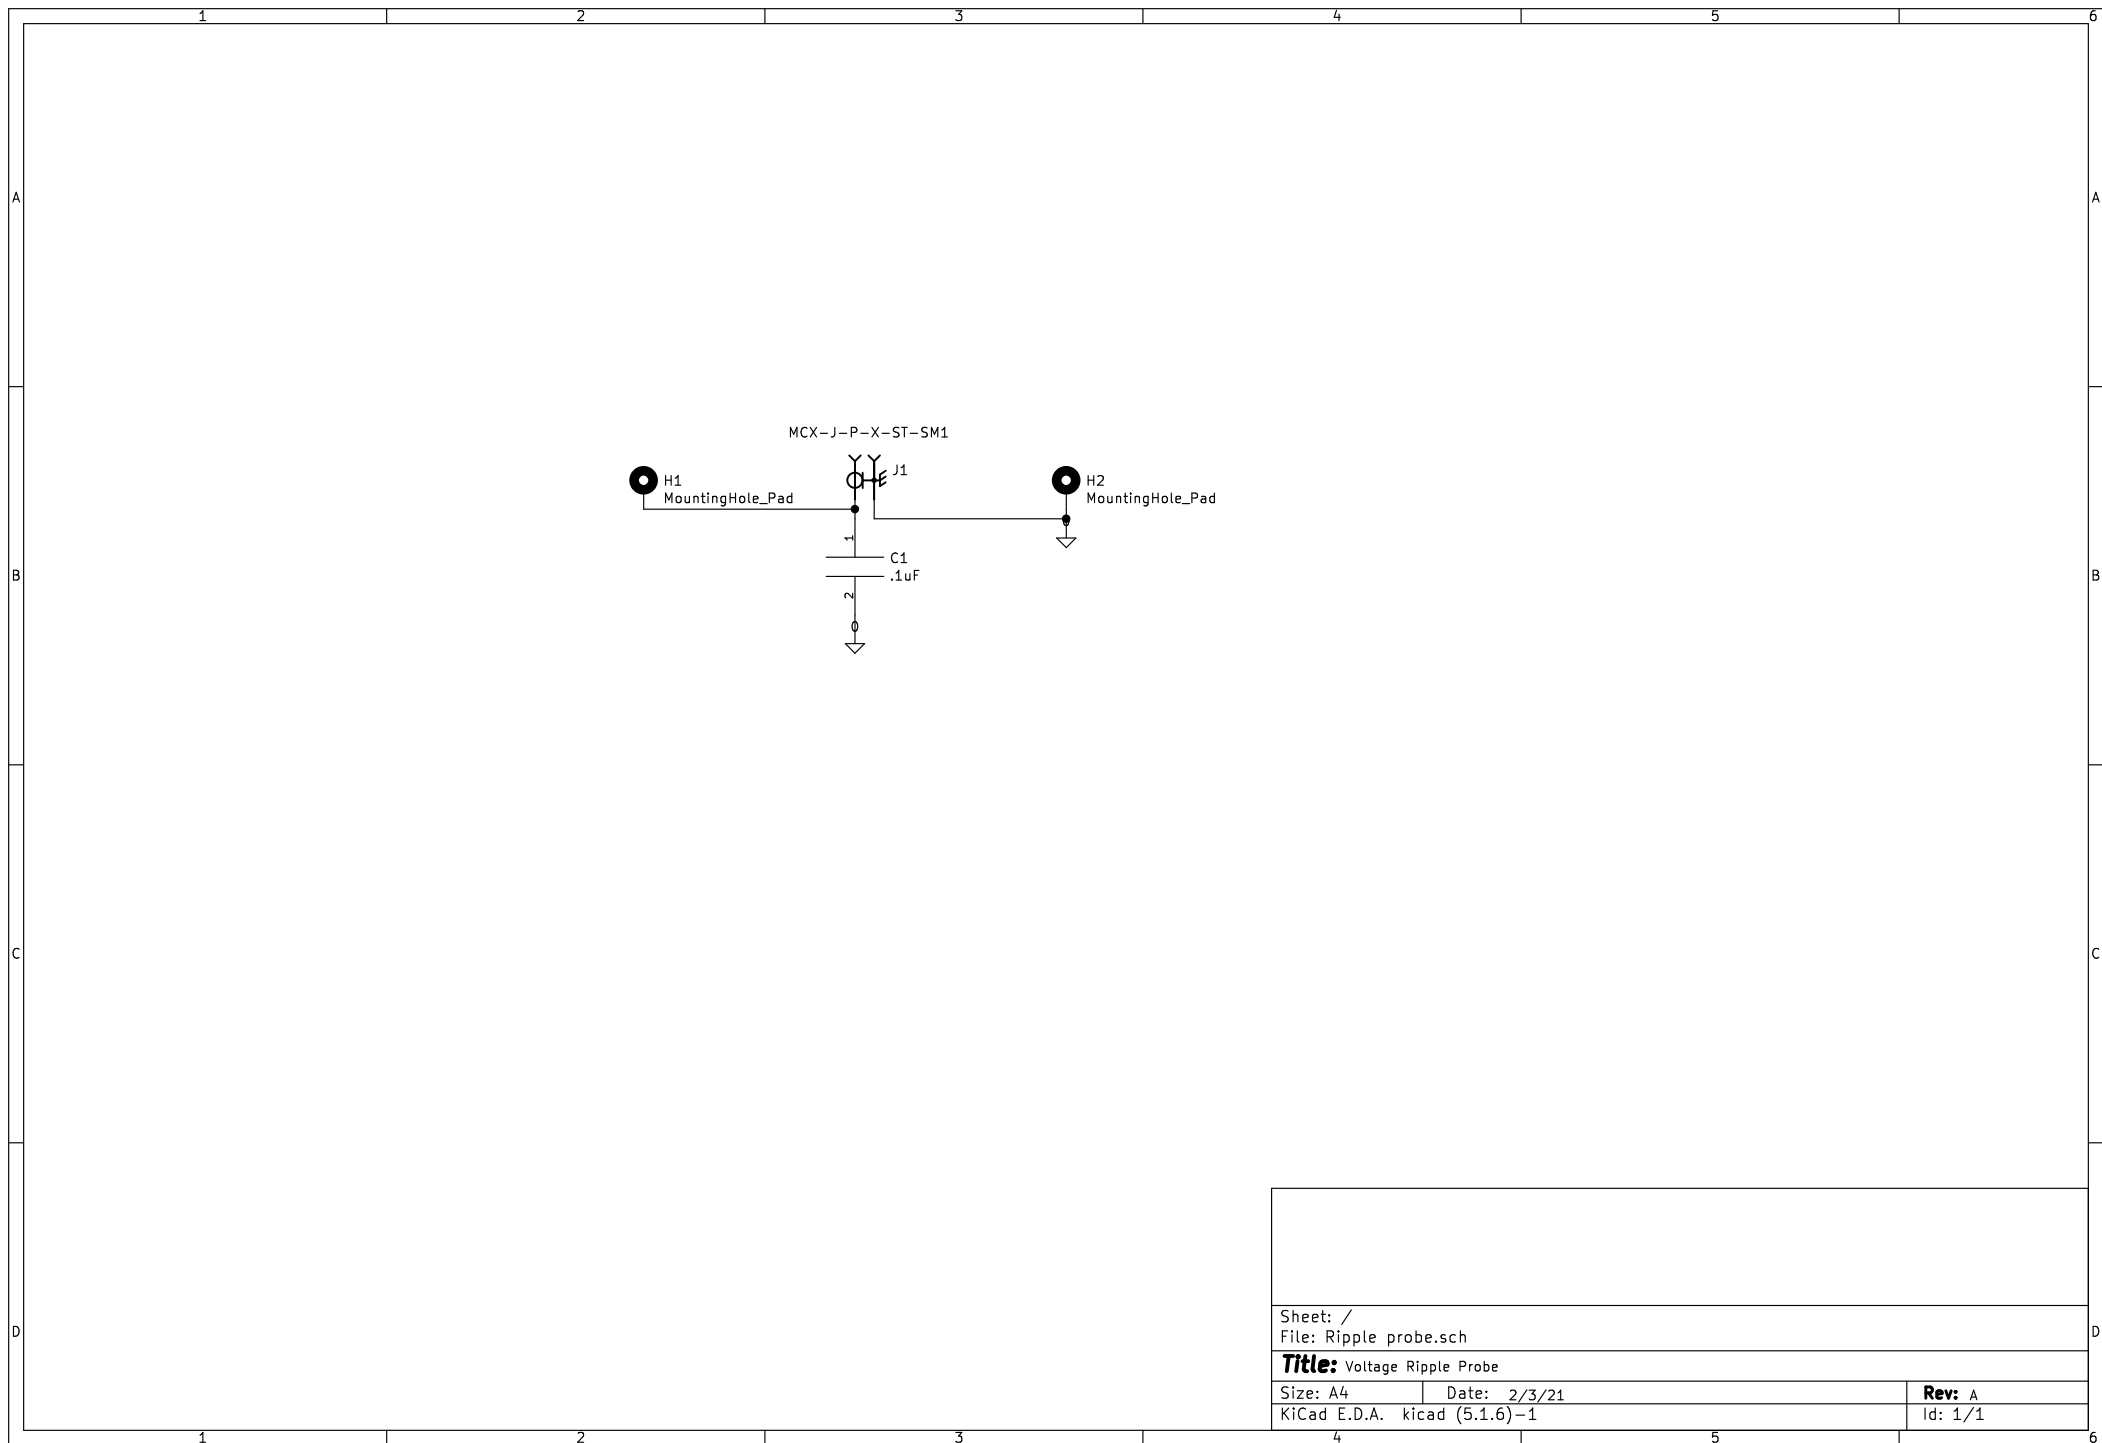 1 2 3 4 5 6
A A
MCX-J-P-X-ST-SM1
J1
H1
MountingHole_Pad
H2
MountingHole_Pad
0
1
C1
.1uF
B B
2
0
C C
Sheet: /
File: Ripple probe.sch
D D
Title: Voltage Ripple Probe
Size: A4 Date: 2/3/21 Rev: A
KiCad E.D.A. kicad (5.1.6)-1 Id: 1/1
1 2 3 4 5 6